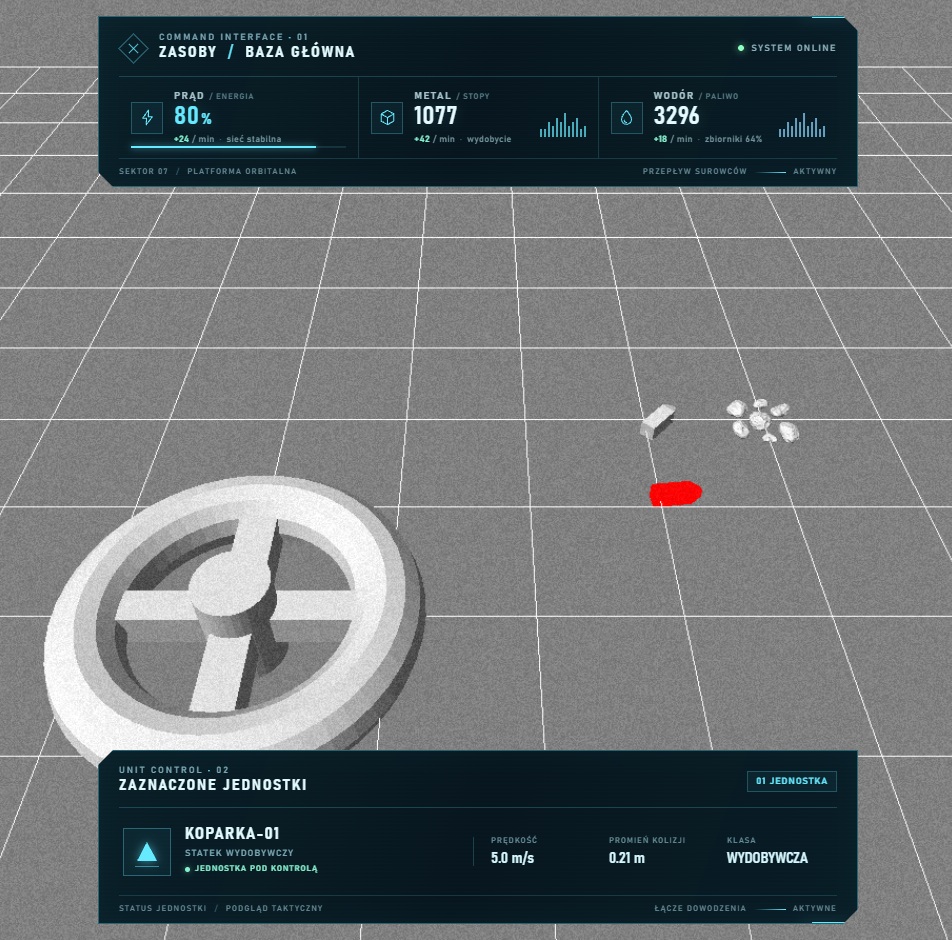 COMMAND INTERFACE · 01
ZASOBY / BAZA GŁÓWNA
SYSTEM ONLINE
PRĄD / ENERGIA
80%
+24 / min · sieć stabilna
METAL / STOPY
1077
+42 / min · wydobycie
WODÓR / PALIWO
3296
+18 / min · zbiorniki 64%
SEKTOR 07 / PLATFORMA ORBITALNA
PRZEPŁYW SUROWCÓW AKTYWNY
UNIT CONTROL · 02
ZAZNACZONE JEDNOSTKI
01 JEDNOSTKA
KOPARKA-01
STATEK WYDOBYWCZY
JEDNOSTKA POD KONTROLĄ
PRĘDKOŚĆ
5.0 m/s
PROMIEŃ KOLIZJI
0.21 m
KLASA
WYDOBYWCZA
STATUS JEDNOSTKI / PODGLĄD TAKTYCZNY
ŁĄCZE DOWODZENIA AKTYWNE